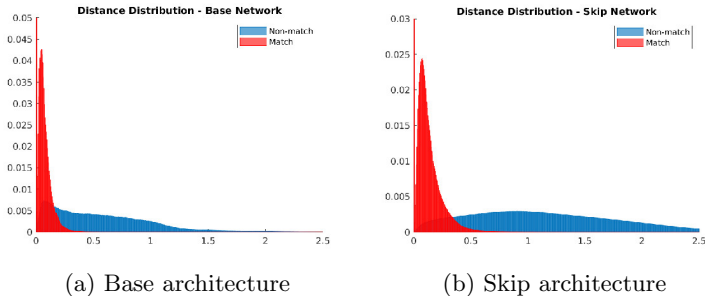 Distance Distribution - Base Network
0.05
0.045
0.04
0.035
0.03
0.025
0.02
0.015
0.01
0.005
0
0 0.5 1 1.5 2 2.5
Non-match
Match
(a) Base architecture
Distance Distribution - Skip Network
0.03
0.025
0.02
0.015
0.01
0.005
0
0 0.5 1 1.5 2 2.5
Non-match
Match
(b) Skip architecture